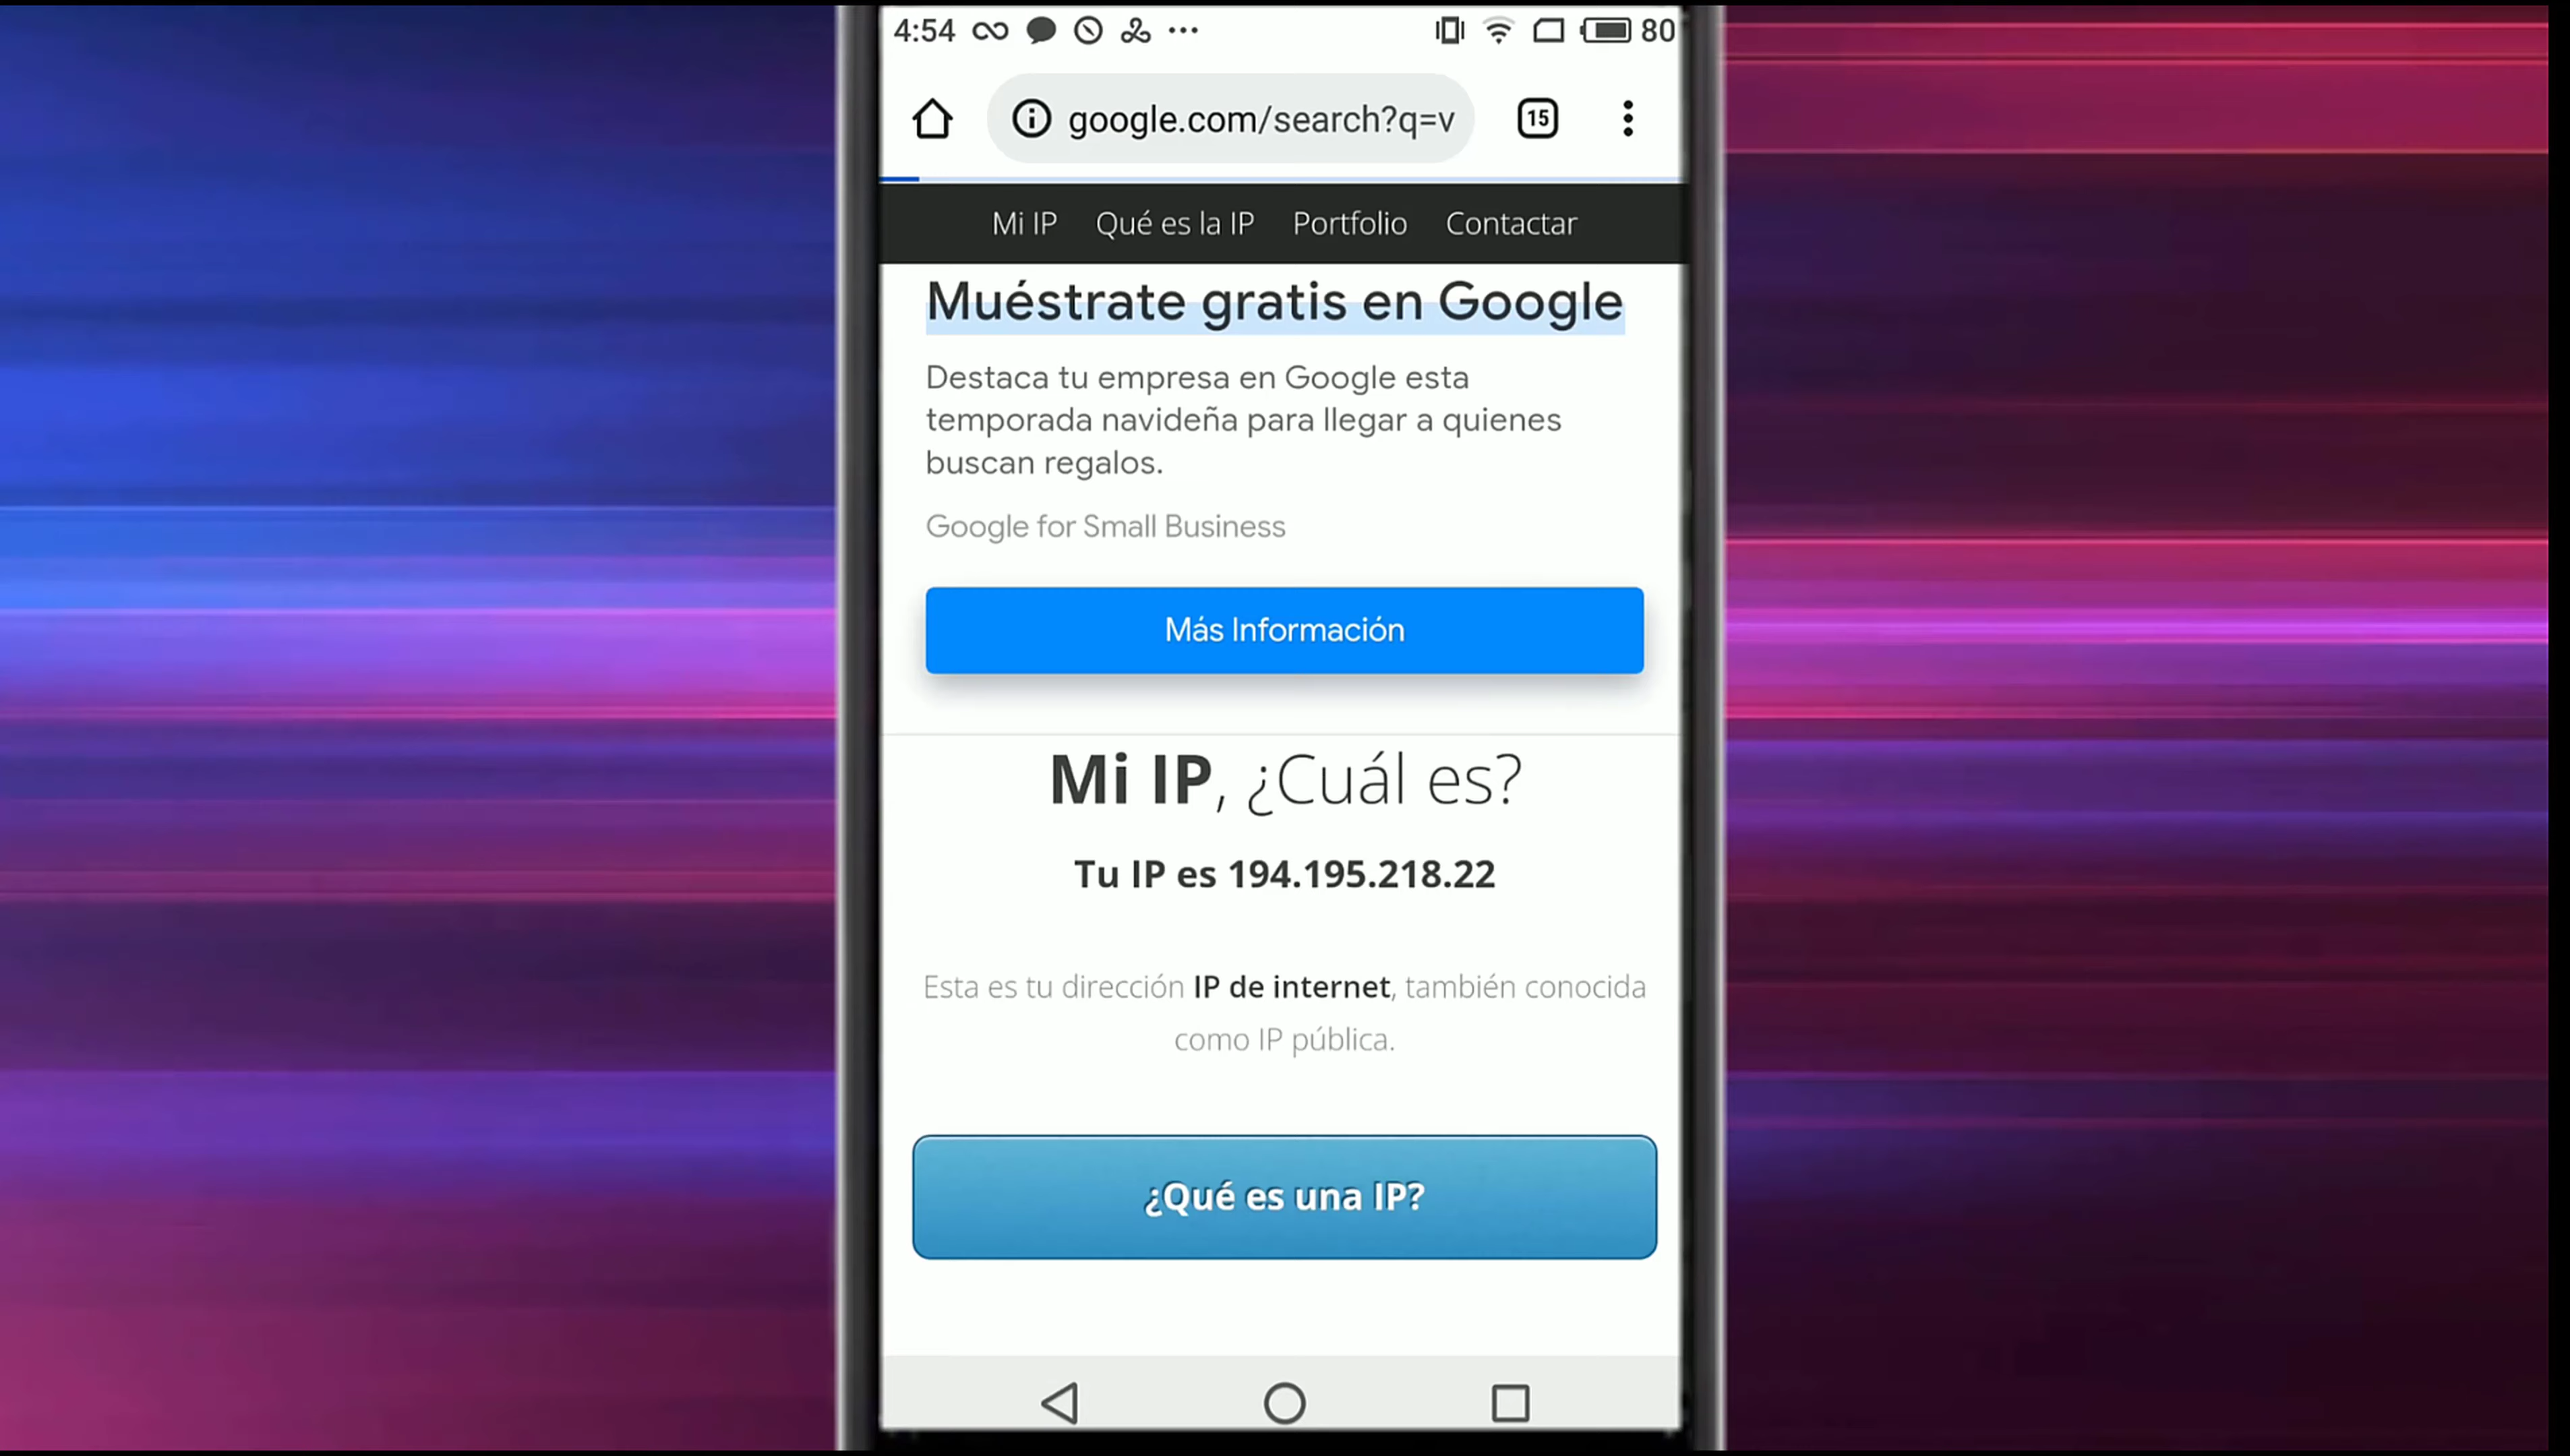 4:54
80
google.com/search?q=v
15
Mi IP Qué es la IP Portfolio Contactar
Muéstrate gratis en Google
Destaca tu empresa en Google esta
temporada navideña para llegar a quienes
buscan regalos.
Google for Small Business
Más Información
Mi IP, ¿Cuál es?
Tu IP es 194.195.218.22
Esta es tu dirección IP de internet, también conocida
como IP pública.
¿Qué es una IP?